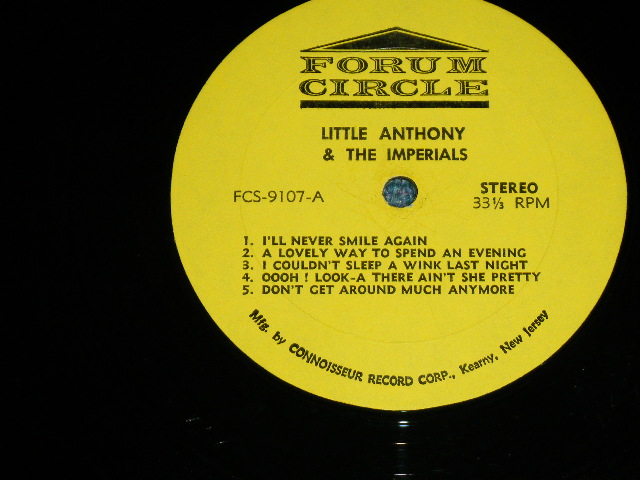 FORUM
CIRCLE
LITTLE ANTHONY
& THE IMPERIALS
FCS-9107-A
STEREO
33⅓ RPM
1. I'LL NEVER SMILE AGAIN
2. A LOVELY WAY TO SPEND AN EVENING
3. I COULDN'T SLEEP A WINK LAST NIGHT
4. OOOH ! LOOK-A THERE AIN'T SHE PRETTY
5. DON'T GET AROUND MUCH ANYMORE
Mfg. by CONNOISSEUR RECORD CORP., Kearny, New Jersey